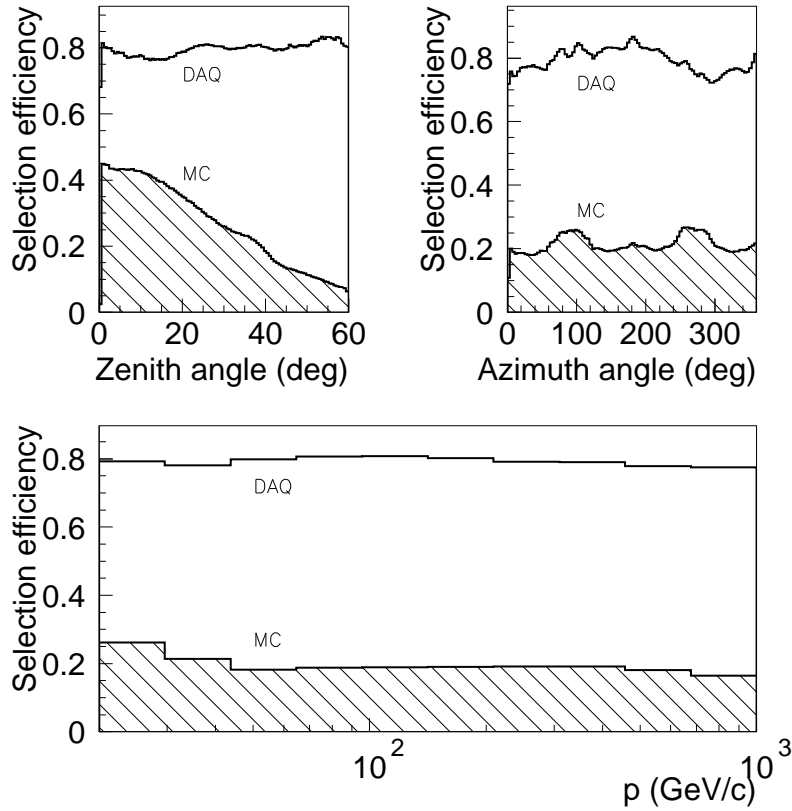 Selection efficiency
0.8
0.6
0.4
0.2
0
DAQ
MC
0 20 40 60
Zenith angle (deg)
Selection efficiency
0.8
0.6
0.4
0.2
0
DAQ
MC
0 100 200 300
Azimuth angle (deg)
Selection efficiency
0.8
0.6
0.4
0.2
0
DAQ
MC
10 2
10 3
p (GeV/c)